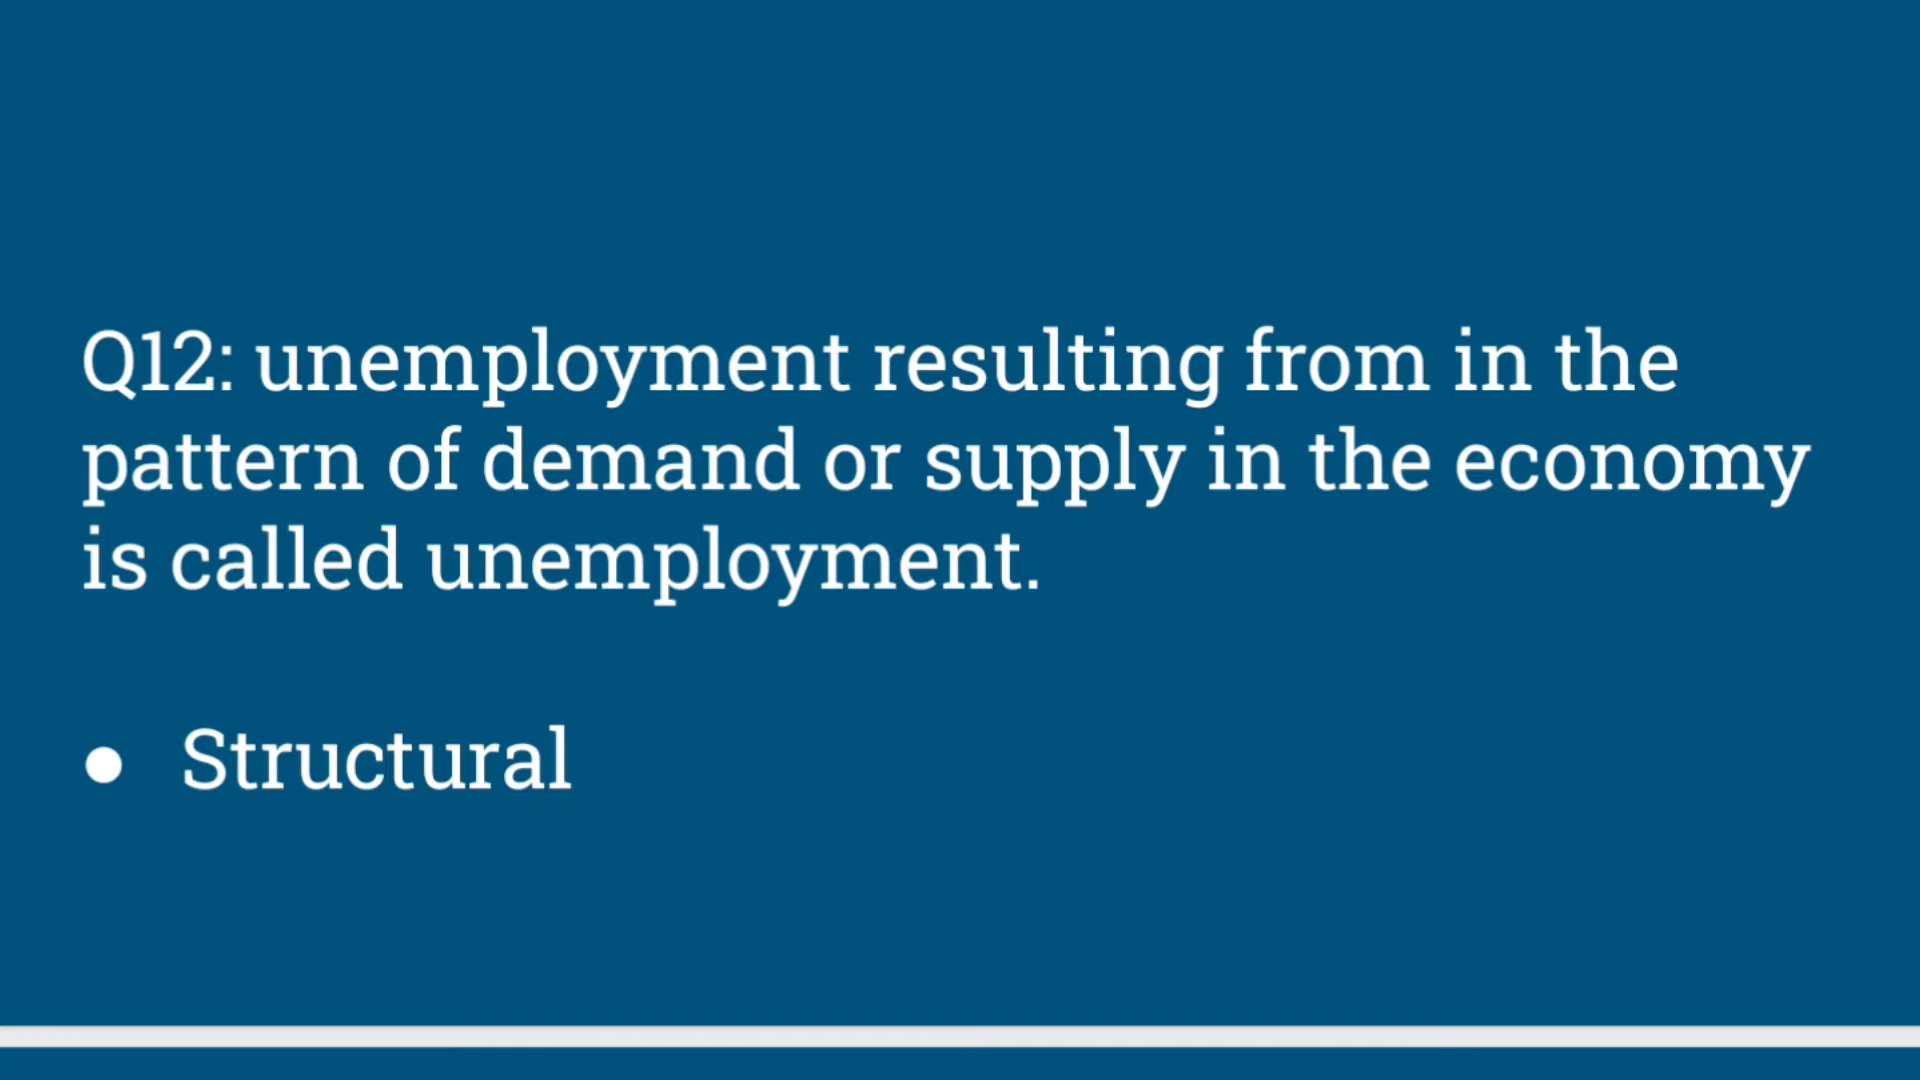 Q12: unemployment resulting from in the
pattern of demand or supply in the economy
is called unemployment.
● Structural